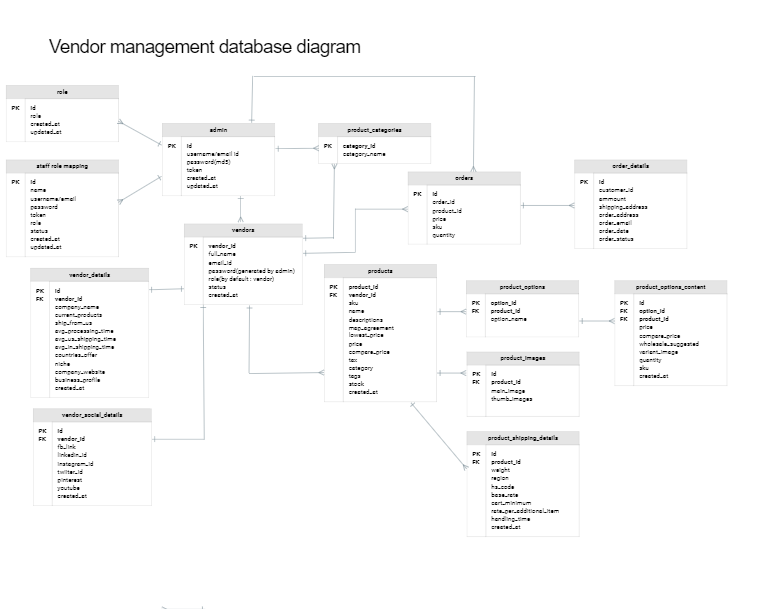 Vendor management database diagram
role
PK id
role
created_at
updated_at
staff role mapping
PK id
name
username/email
password
token
role
status
created_at
updated_at
admin
PK id
username/email id
password(md5)
token
created_at
updated_at
product_categories
PK category_id
category_name
orders
PK id
order_id
product_id
price
sku
quantity
order_details
PK id
customer_id
ammount
shipping_address
order_address
order_email
order_date
order_status
vendors
PK vendor_id
full_name
email_id
password(generated by admin)
role(by default : vendor)
status
created_at
vendor_details
PK id
FK vendor_id
company_name
current_products
ship_from_us
avg_processing_time
avg_us_shipping_time
avg_in_shipping_time
countries_offer
niche
company_website
business_profile
created_at
products
PK product_id
FK vendor_id
sku
name
descriptions
map_agreement
lowest_price
price
compare_price
tax
category
tags
stock
created_at
product_options
PK option_id
FK product_id
option_name
product_options_content
PK id
FK option_id
FK product_id
price
compare_price
wholesale_suggested
varient_image
quantity
sku
created_at
product_images
PK id
FK product_id
main_image
thumb_images
vendor_social_details
PK id
FK vendor_id
fb_link
linkedin_id
instagram_id
twitter_id
pinterest
youtube
created_at
product_shipping_details
PK id
FK product_id
weight
region
hs_code
base_rate
cart_minimum
rate_per_additional_item
handling_time
created_at